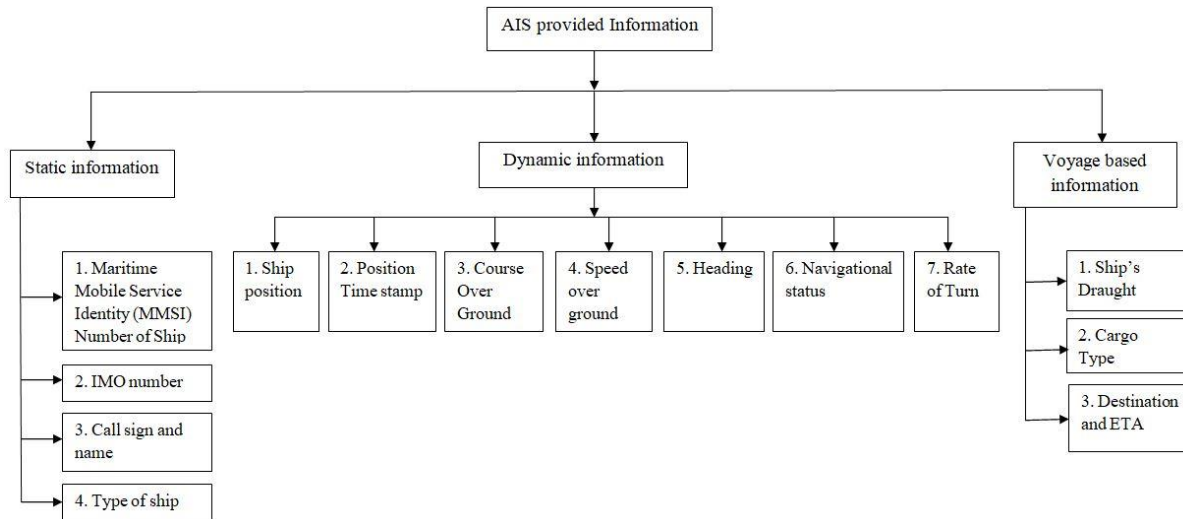 AIS provided Information
Static information
Dynamic information
Voyage based
information
1. Maritime
Mobile Service
Identity (MMSI)
Number of Ship
2. IMO number
3. Call sign and
name
4. Type of ship
1. Ship
position
2. Position
Time stamp
3. Course
Over
Ground
4. Speed
over
ground
5. Heading
6. Navigational
status
7. Rate
of Turn
1. Ship's
Draught
2. Cargo
Type
3. Destination
and ETA